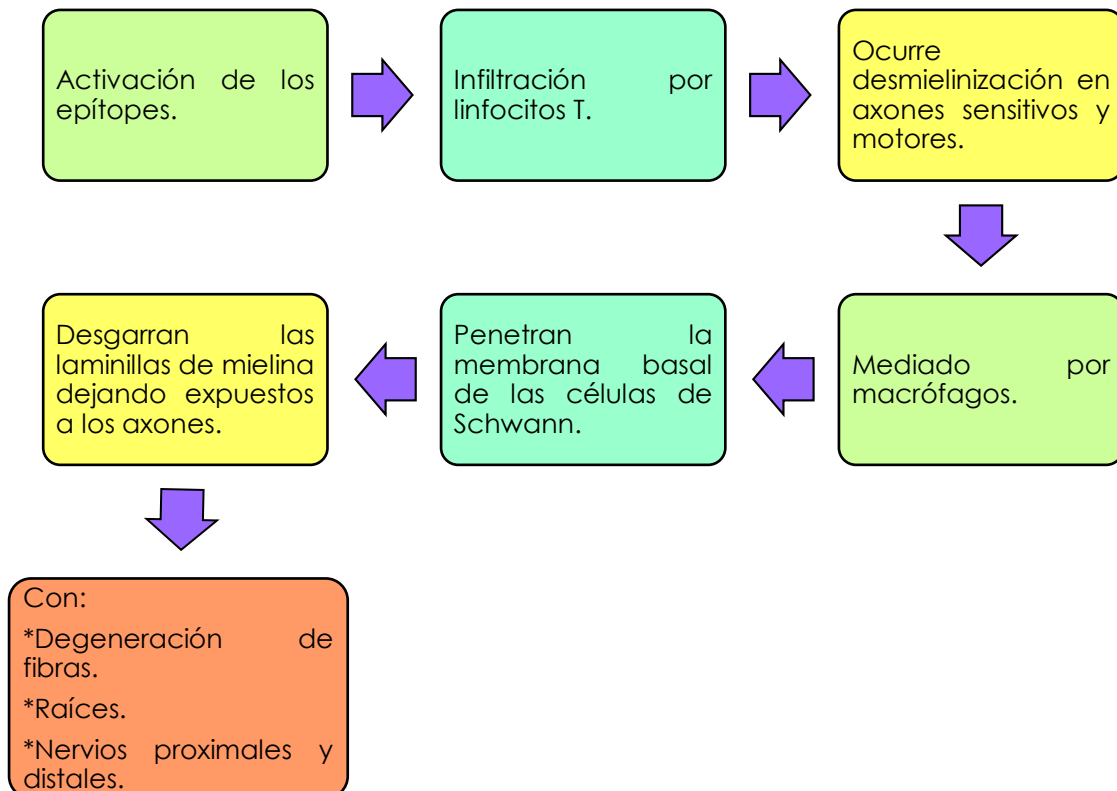 Activación de los
epítopes.
Infiltración por
linfocitos T.
Ocurre
desmielinización en
axones sensitivos y
motores.
Mediado por
macrófagos.
Penetran la
membrana basal
de las células de
Schwann.
Desgarran las
laminillas de mielina
dejando expuestos
a los axones.
Con:
*Degeneración de
fibras.
*Raíces.
*Nervios proximales y
distales.